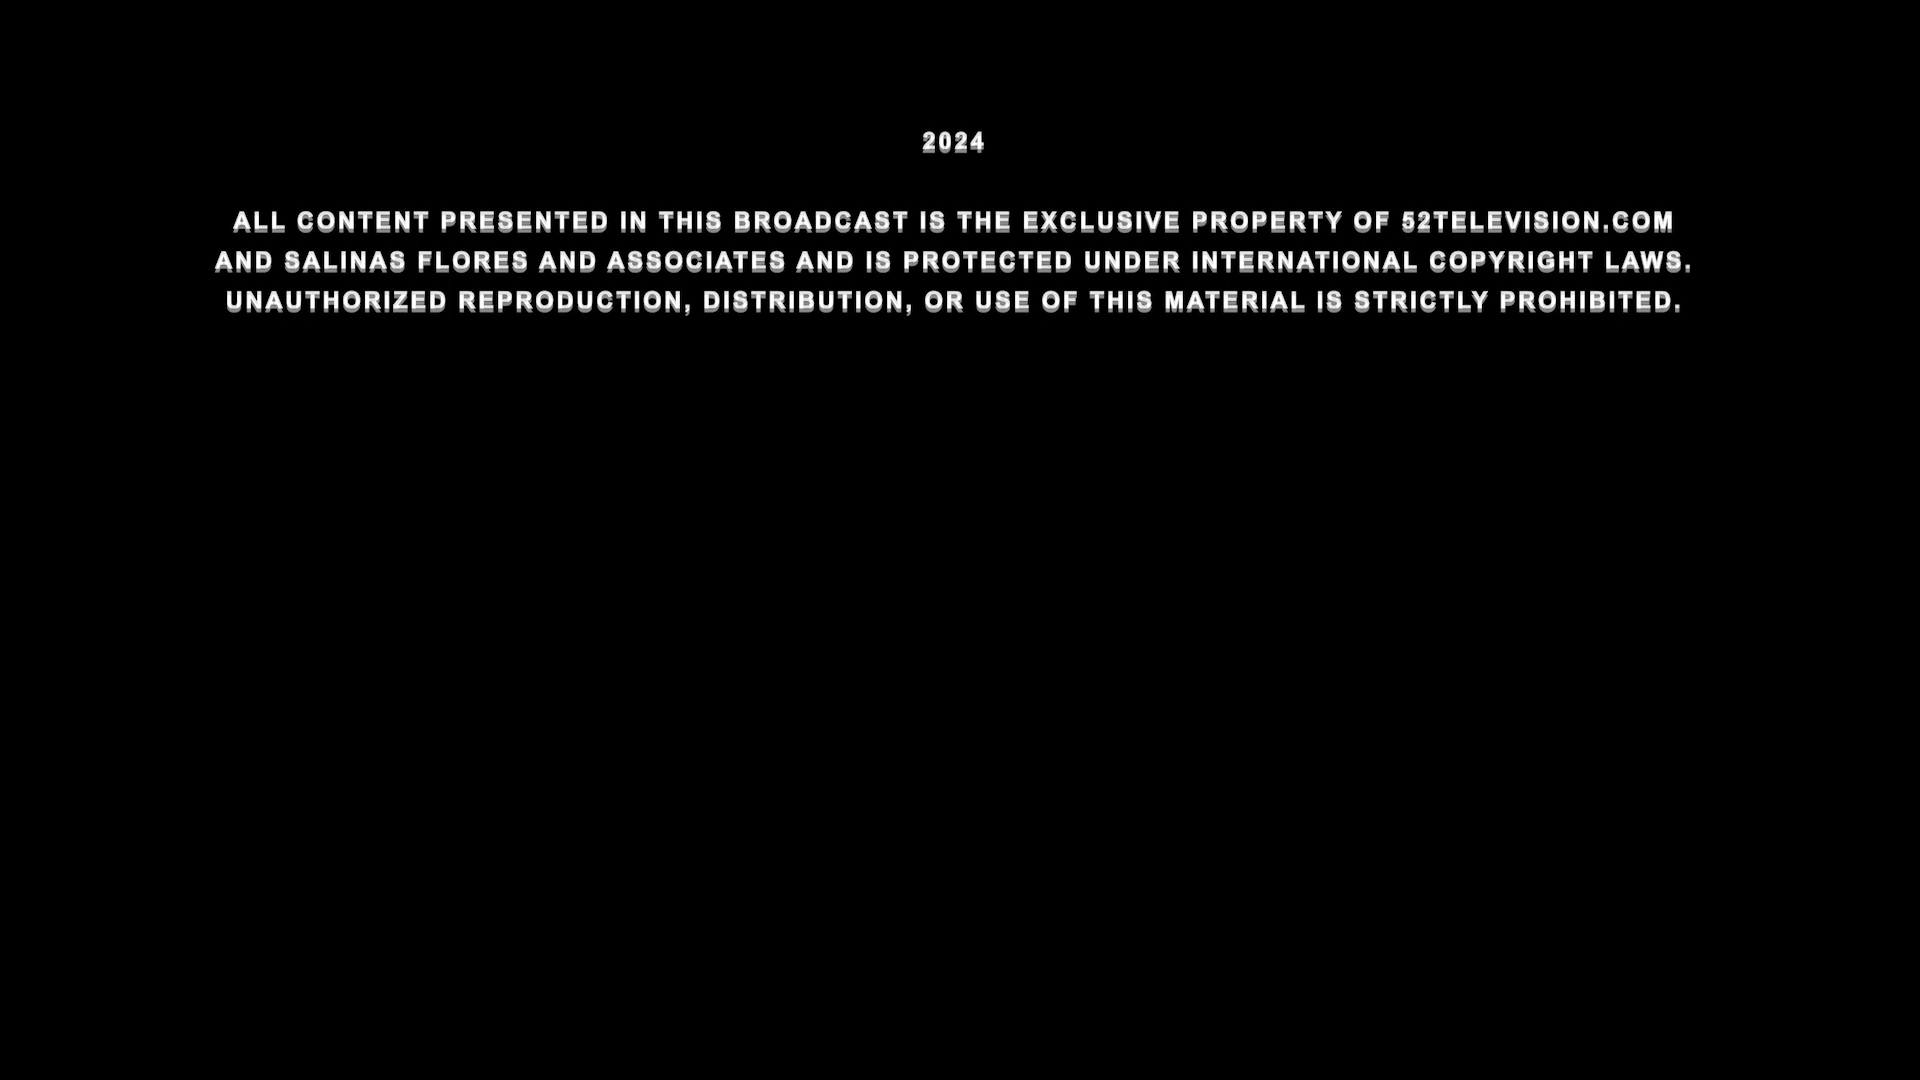 2024
ALL CONTENT PRESENTED IN THIS BROADCAST IS THE EXCLUSIVE PROPERTY OF 52TELEVISION.COM
AND SALINAS FLORES AND ASSOCIATES AND IS PROTECTED UNDER INTERNATIONAL COPYRIGHT LAWS.
UNAUTHORIZED REPRODUCTION, DISTRIBUTION, OR USE OF THIS MATERIAL IS STRICTLY PROHIBITED.